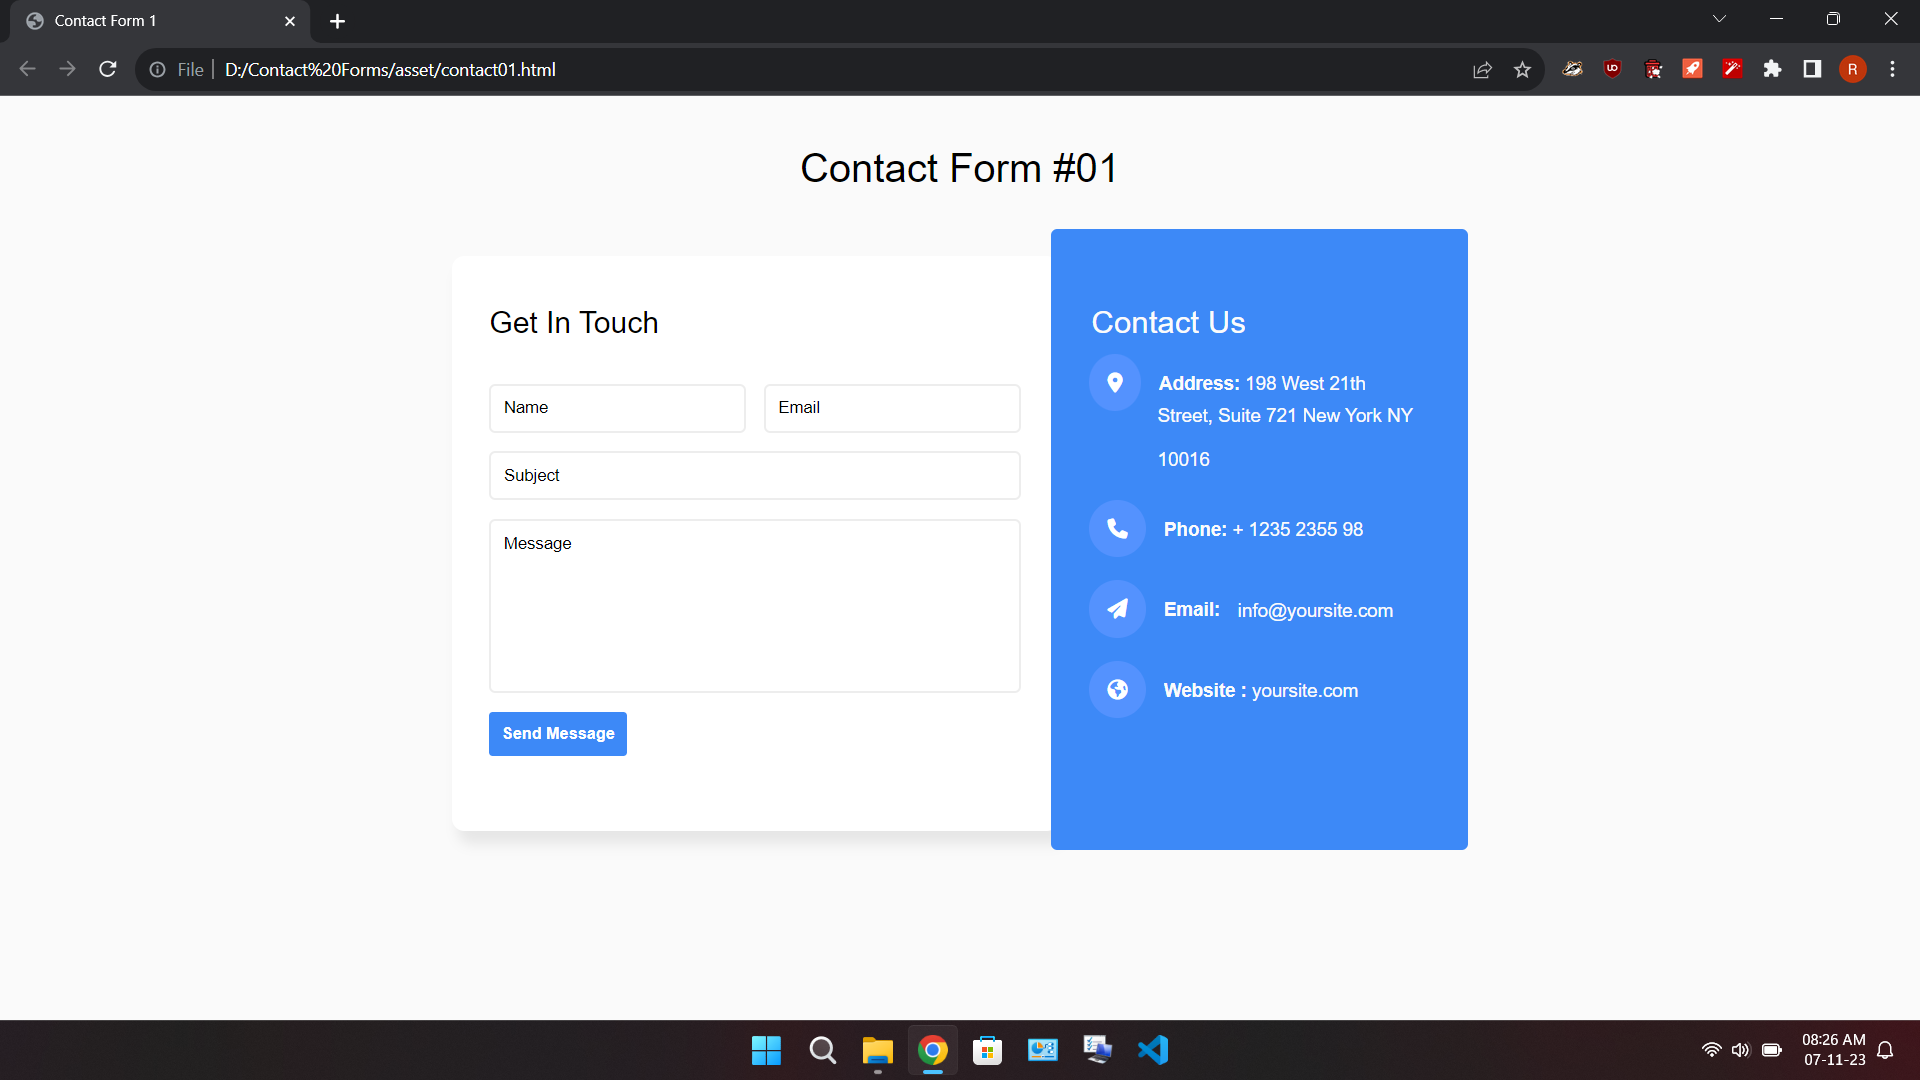 Contact Form 1
File
D:/Contact%20Forms/asset/contact01.html
R
Contact Form #01
Get In Touch
Name
Email
Subject
Message
Send Message
Contact Us
Address: 198 West 21th
Street, Suite 721 New York NY
10016
Phone: + 1235 2355 98
Email: info@yoursite.com
Website : yoursite.com
08:26 AM
07-11-23